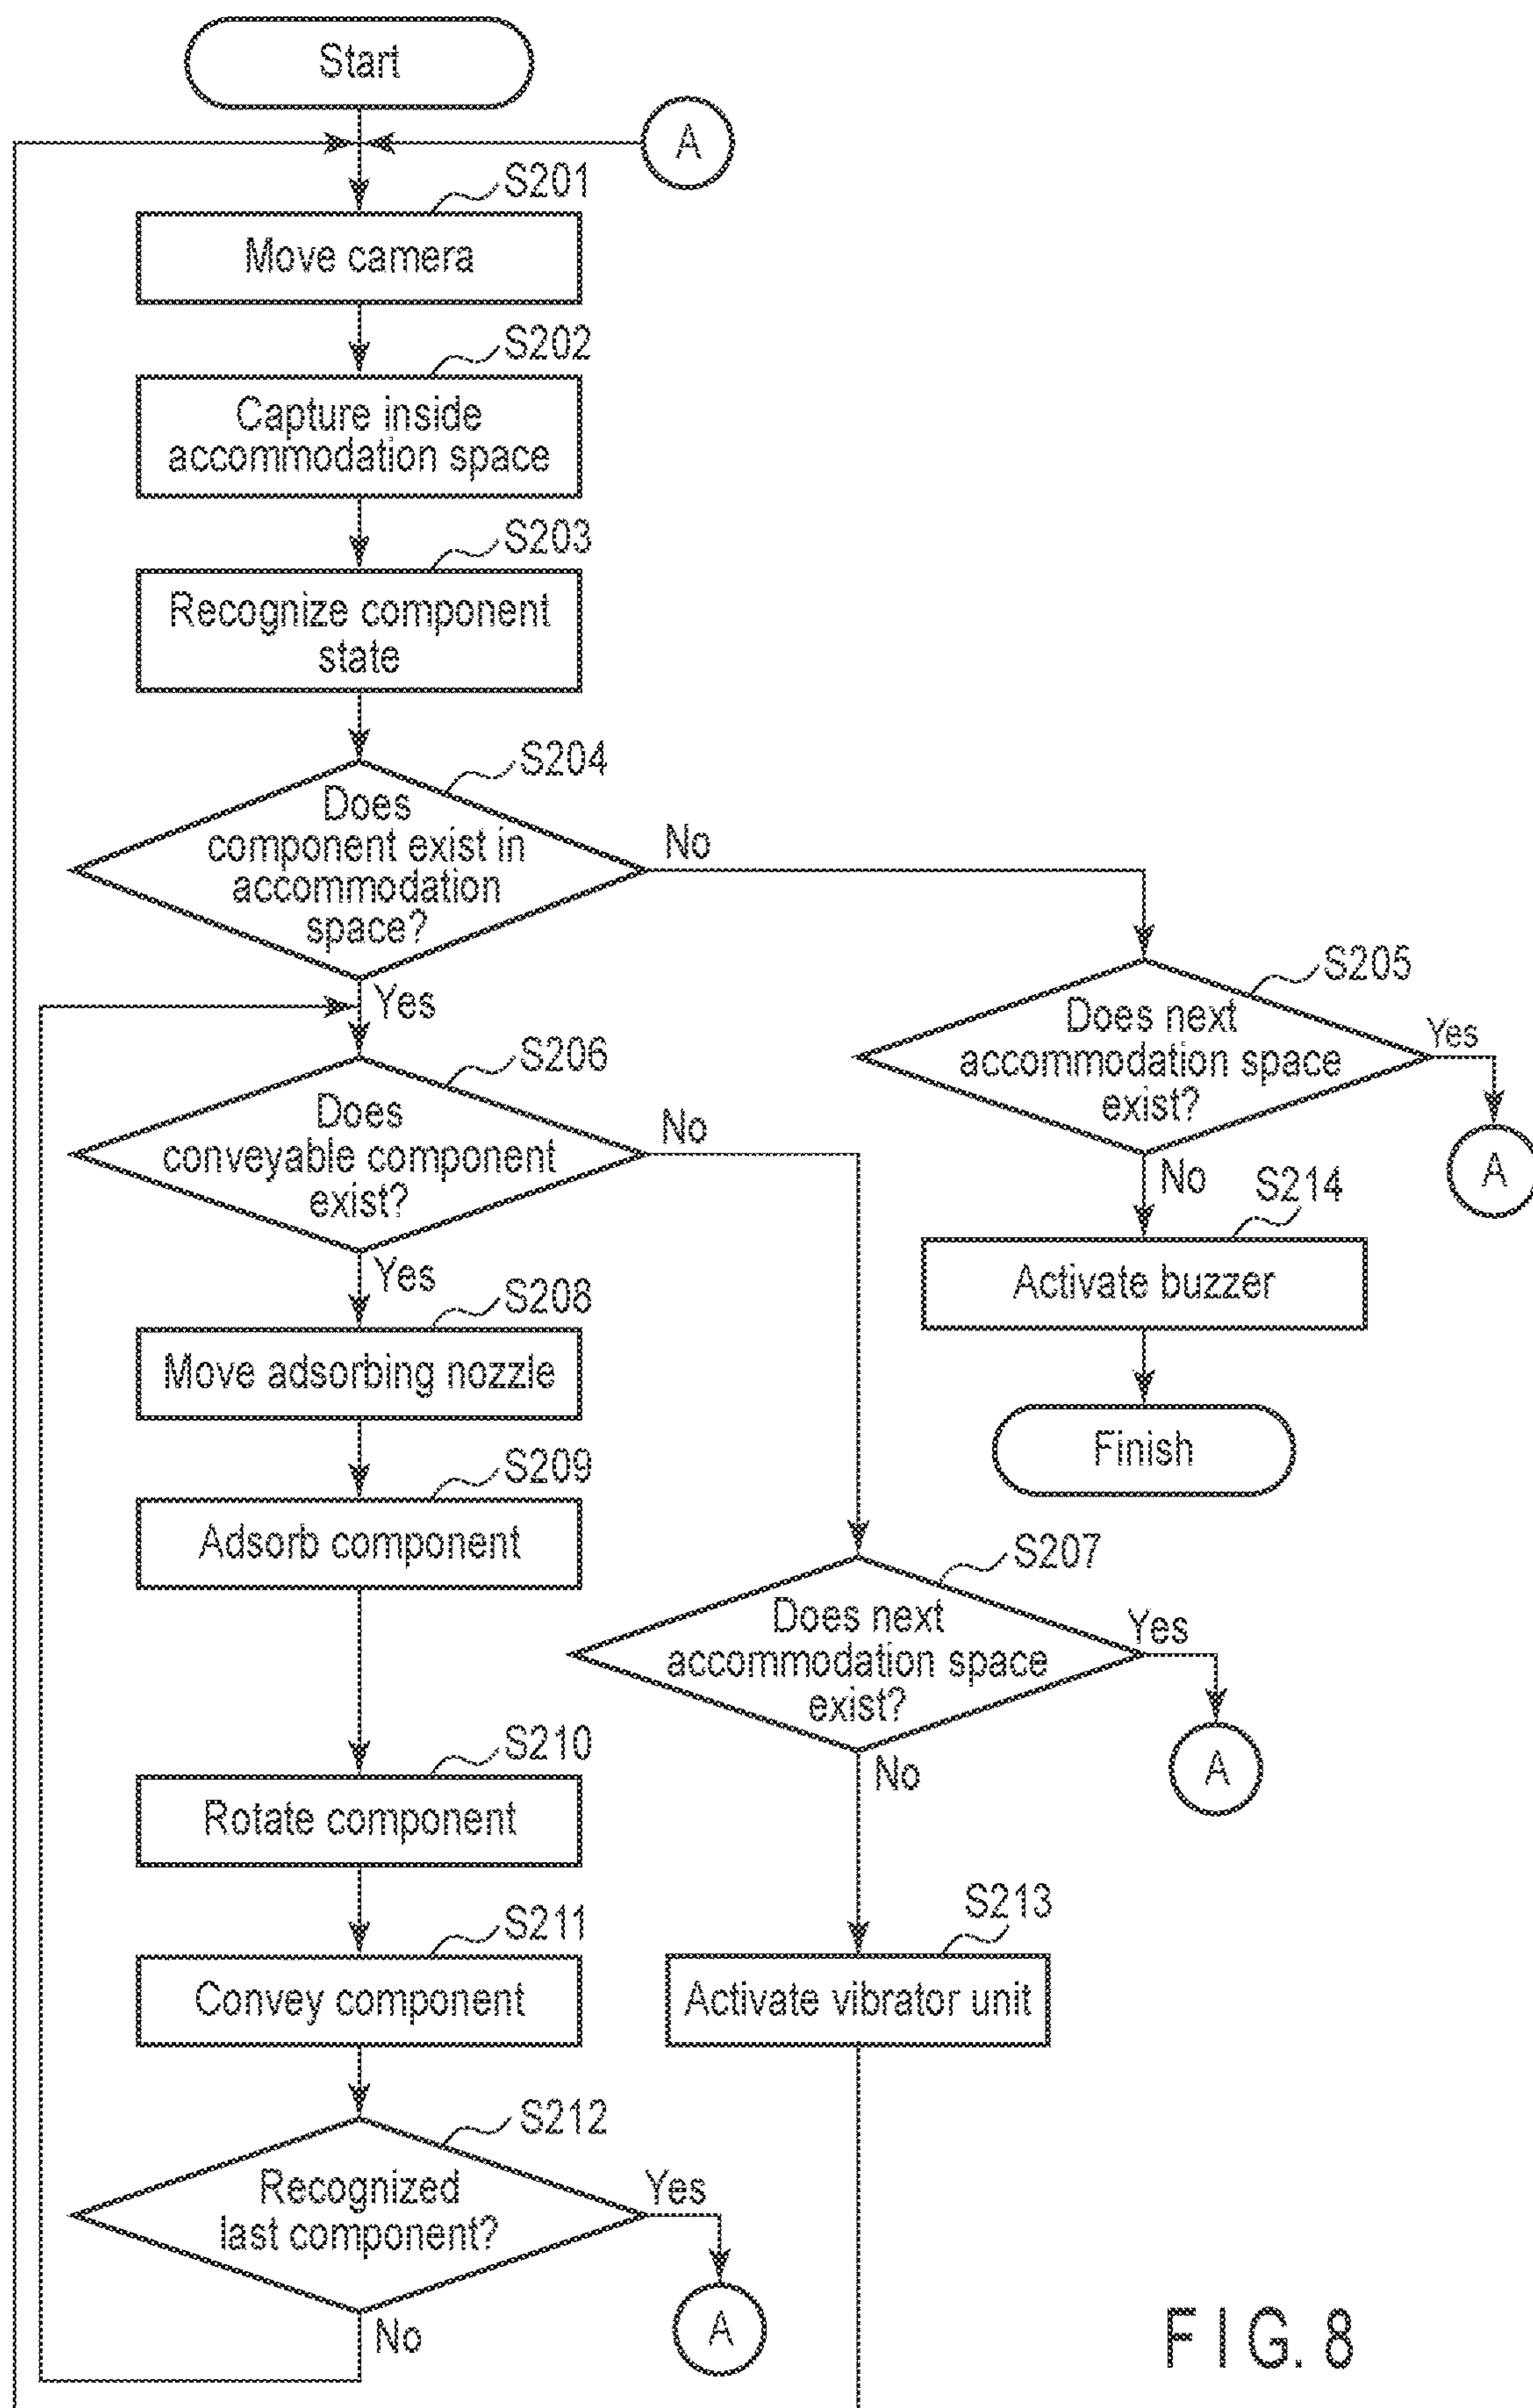 Start
A
S201
Move camera
S202
Capture inside
accommodation space
S203
Recognize component
state
S204
Does
component exist in
accommodation
space?
No
Yes
S205
Does next
accommodation space
exist?
Yes
A
No
S206
Does
conveyable component
exist?
No
Yes
S214
Activate buzzer
Finish
S208
Move adsorbing nozzle
S209
Adsorb component
S207
Does next
accommodation space
exist?
Yes
A
No
S210
Rotate component
S211
Convey component
S213
Activate vibrator unit
S212
Recognized
last component?
Yes
A
No
FIG. 8